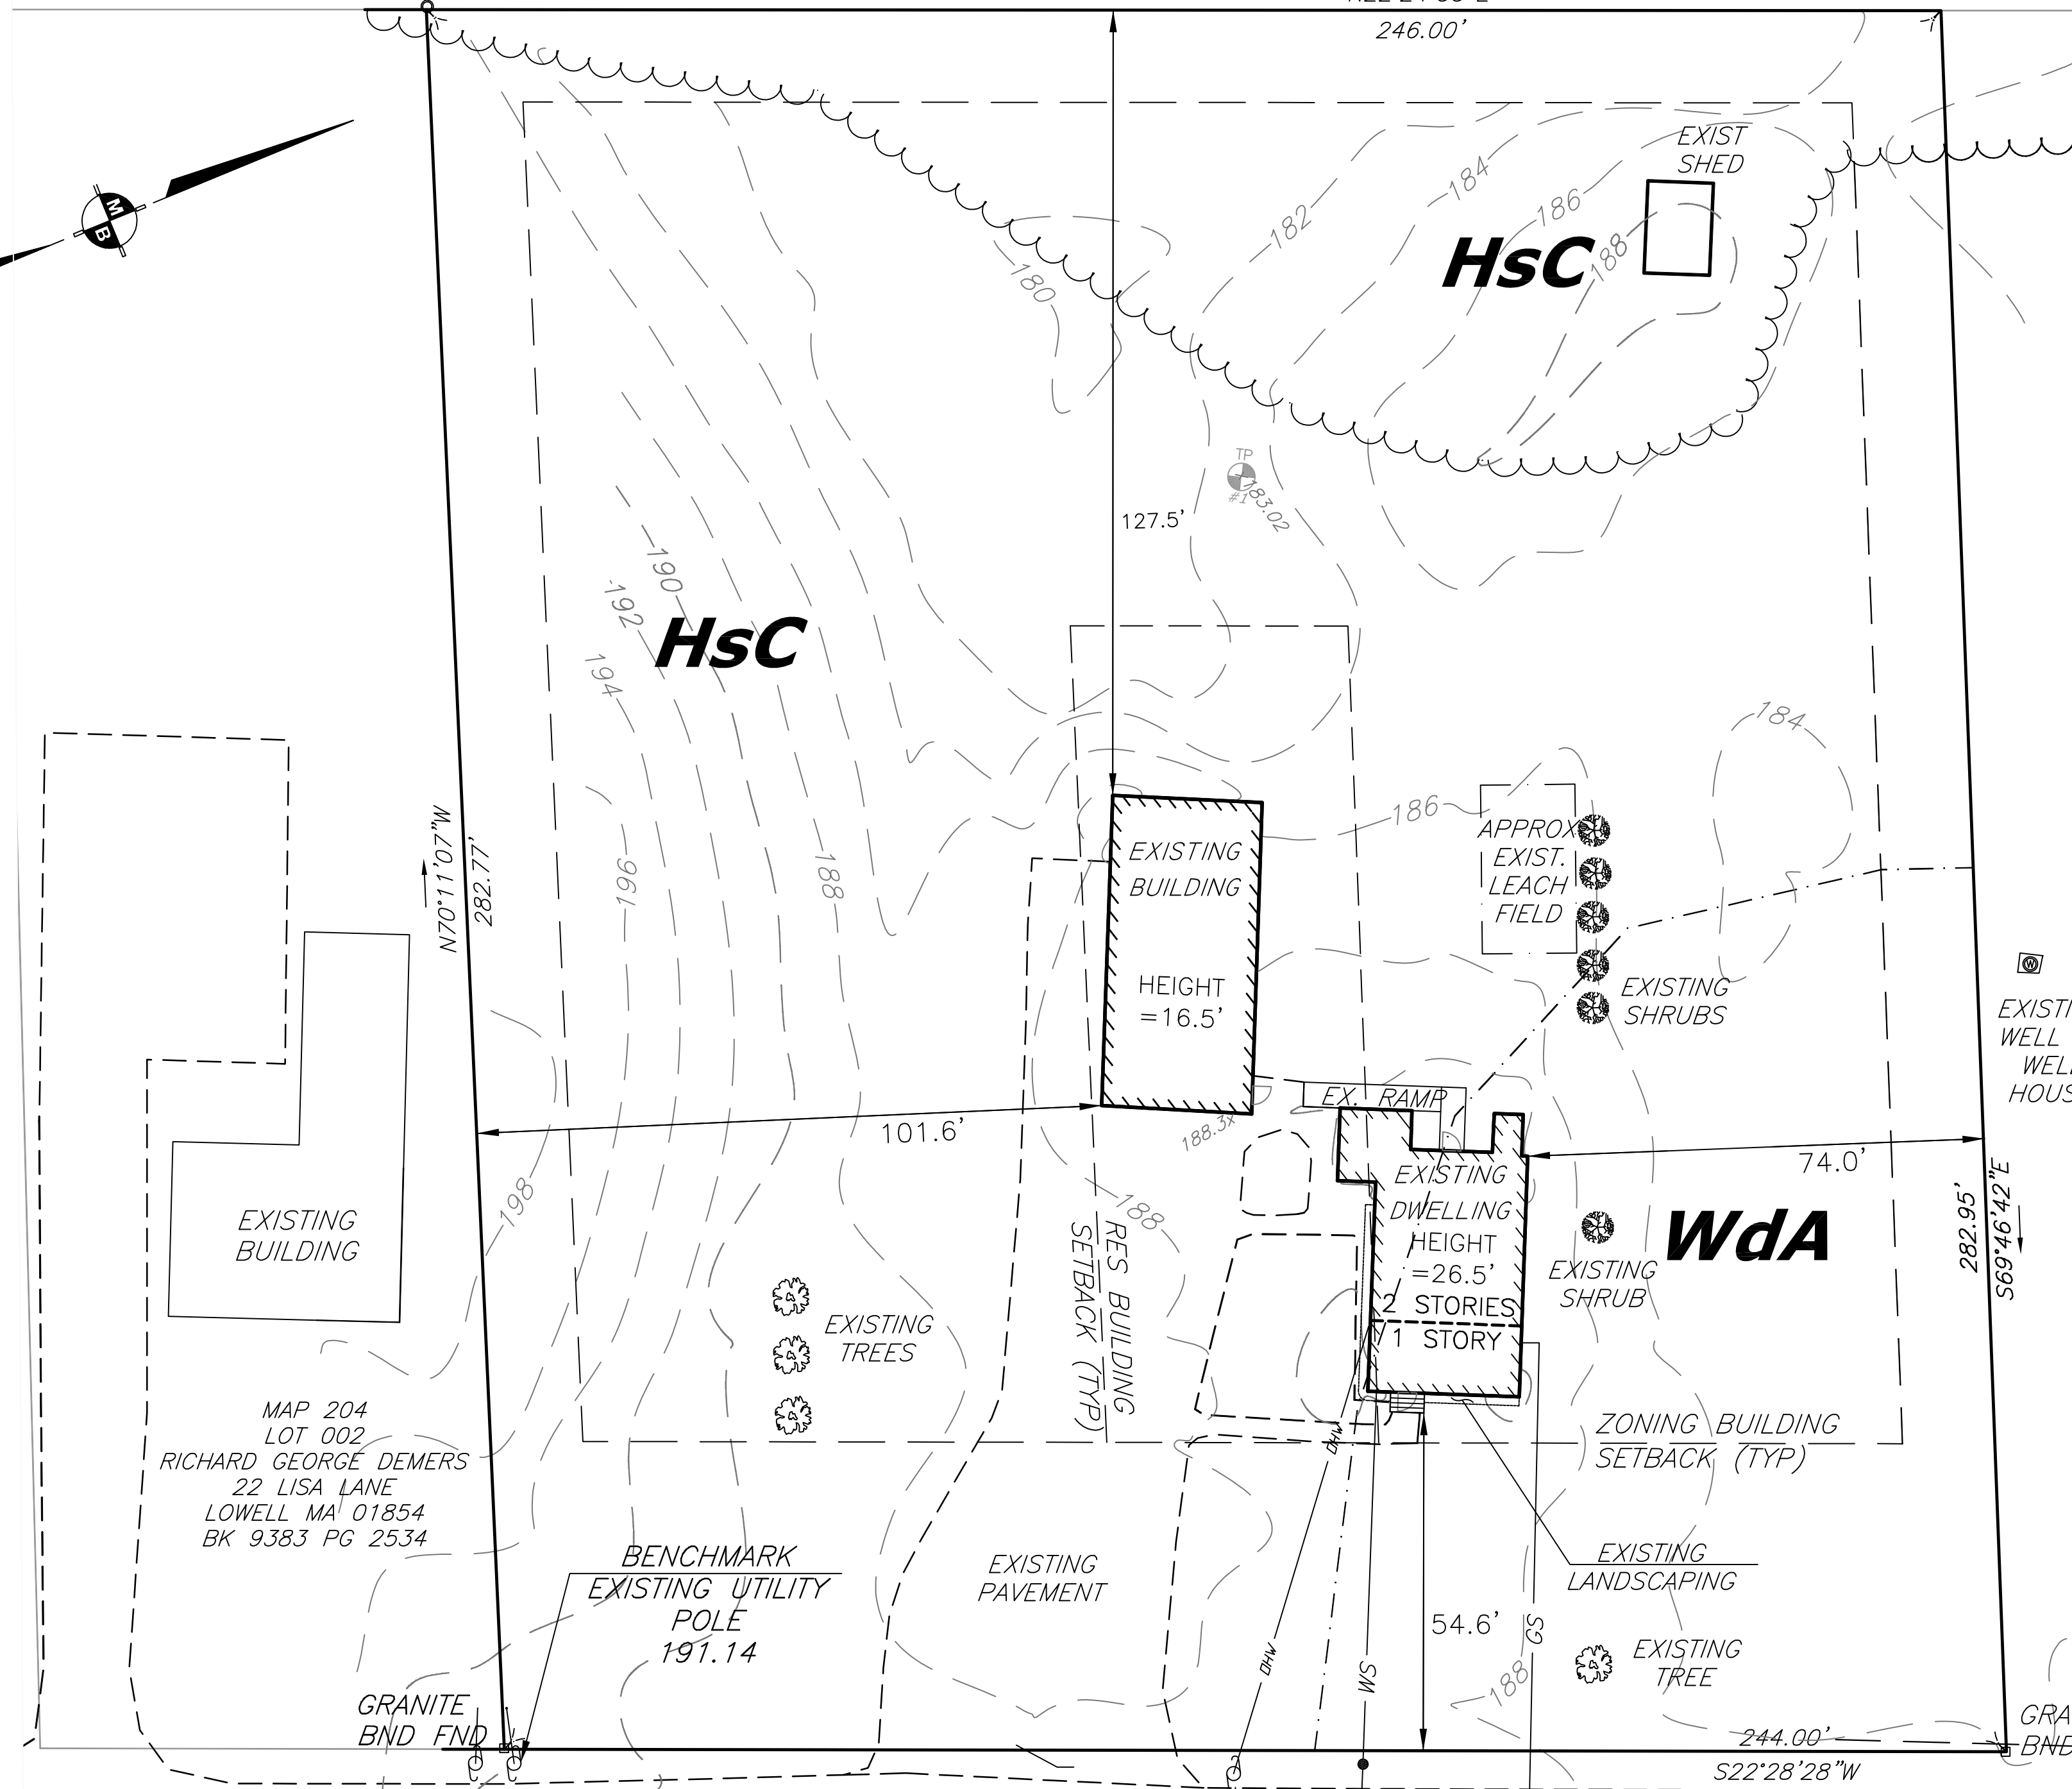 246.00'
EXIST
SHED
M
B
184
182
186
HsC
188
180
TP
#1
183.02
127.5'
190
192
HsC
194
184
N70°11'07"W
282.77'
186
APPROX
EXIST.
LEACH
FIELD
EXISTING
BUILDING
196
188
HEIGHT
=16.5'
W
EXISTING
SHRUBS
WELL
EX. RAMP
101.6'
188.3x
74.0'
198
EXISTING
BUILDING
188
RES BUILDING
SETBACK (TYP)
EXISTING
DWELLING
HEIGHT
=26.5'
2 STORIES
1 STORY
WdA
EXISTING
SHRUB
282.95'
S69°46'42"E
EXISTING
TREES
MAP 204
LOT 002
RICHARD GEORGE DEMERS
22 LISA LANE
LOWELL MA 01854
BK 9383 PG 2534
ZONING BUILDING
SETBACK (TYP)
OHW
BENCHMARK
EXISTING UTILITY
POLE
191.14
EXISTING
PAVEMENT
EXISTING
LANDSCAPING
54.6'
GS
OHW
WS
188
EXISTING
TREE
GRANITE
BND FND
244.00'
S22°28'28"W
BND